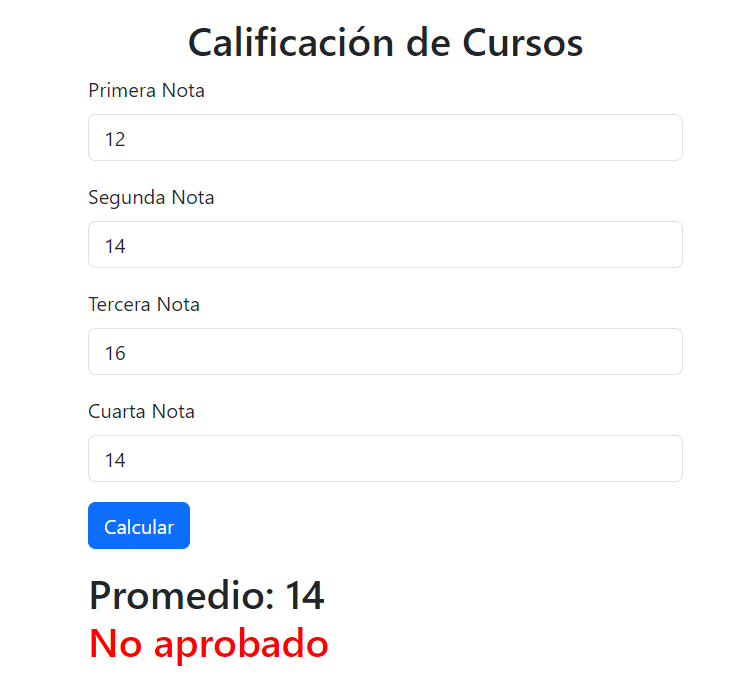 Calificación de Cursos
Primera Nota
12
Segunda Nota
14
Tercera Nota
16
Cuarta Nota
14
Calcular
Promedio: 14
No aprobado